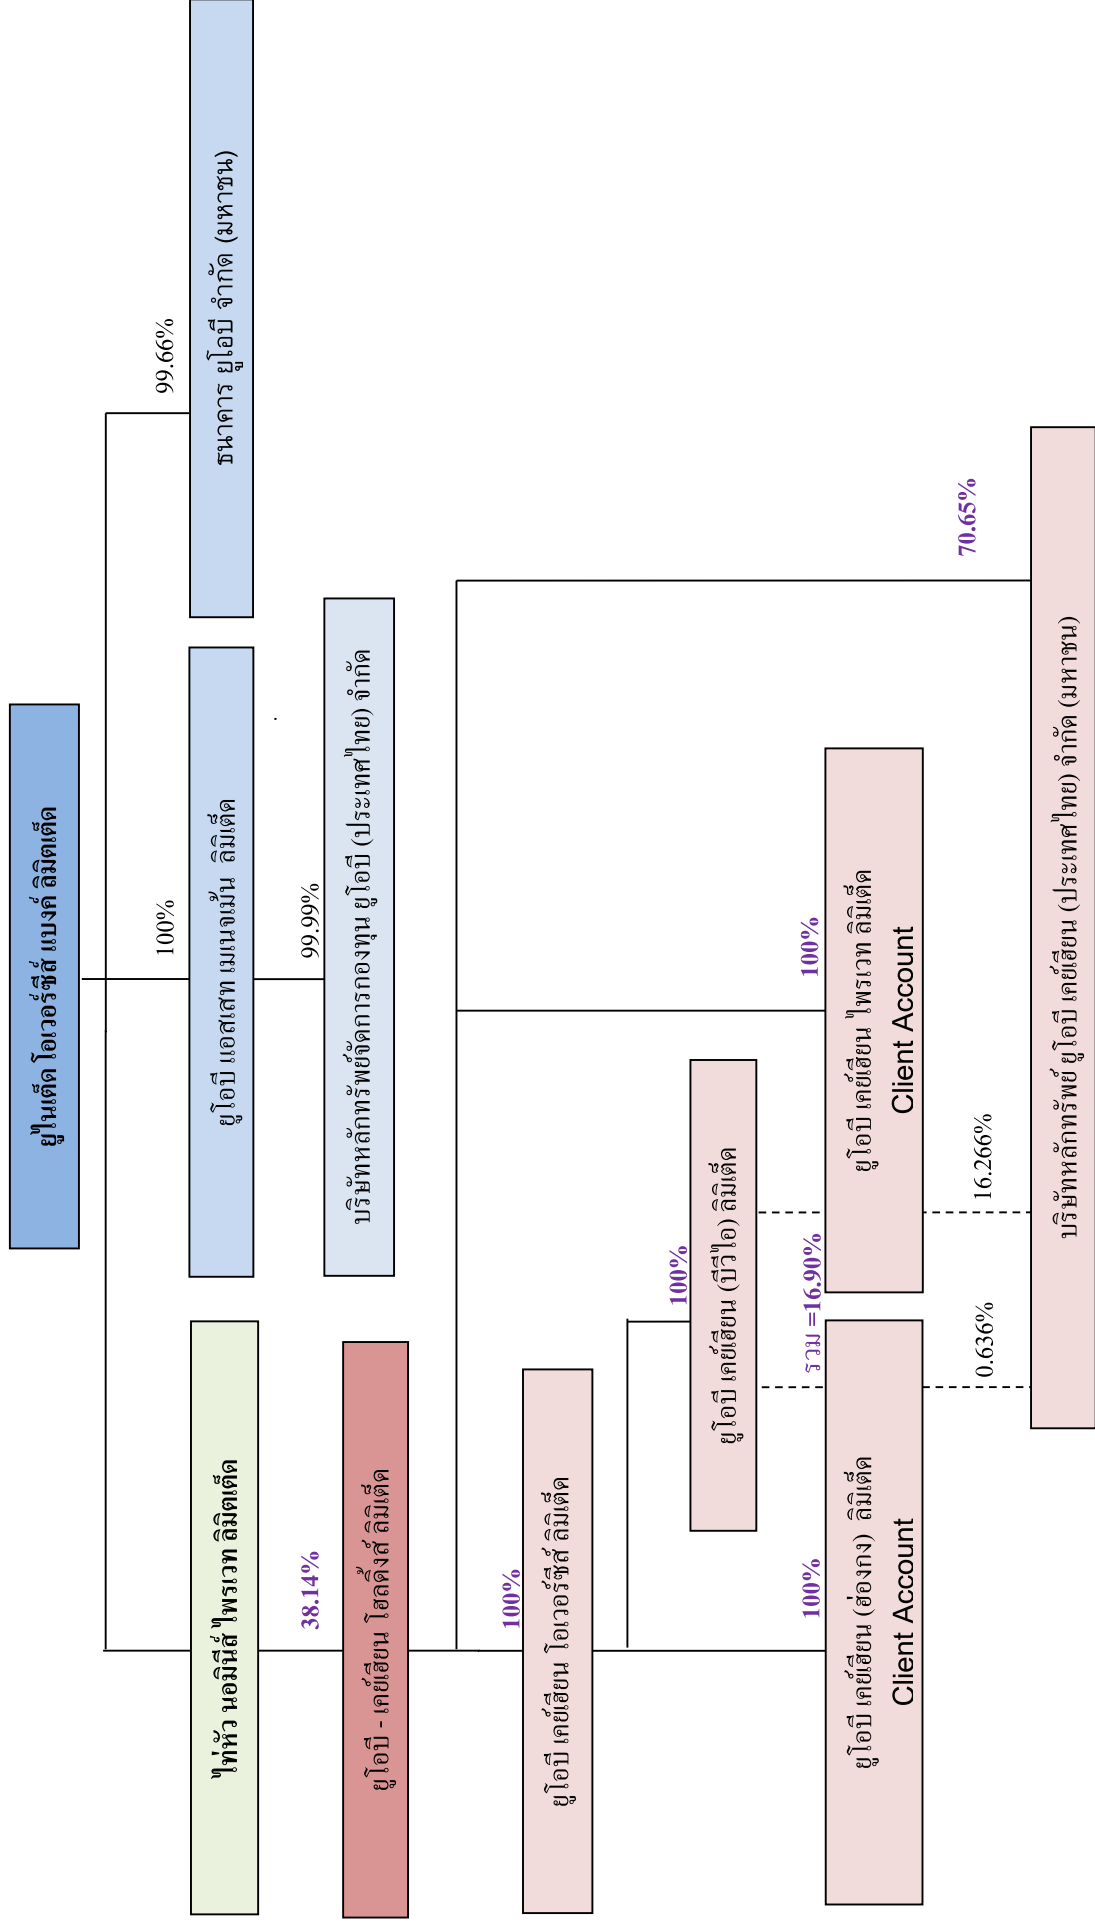 ยูไนเต็ด โอเวอร์ซีส์ แบงค์ ลิมิตเต็ด
100%
99.66%
ไท่หัว นอมินีส์ ไพรเวท ลิมิตเต็ด
ยูโอบี แอสเสท เมเนจเม้น ลิมิเต็ด
ธนาคาร ยูโอบี จำกัด (มหาชน)
38.14%
99.99%
ยูโอบี - เคย์เฮียน โฮลดิ้งส์ ลิมิเต็ด
บริษัทหลักทรัพย์จัดการกองทุน ยูโอบี (ประเทศไทย) จำกัด
100%
ยูโอบี เคย์เฮียน โอเวอร์ซีส์ ลิมิเต็ด
100%
ยูโอบี เคย์เฮียน (บีวีไอ) ลิมิเต็ด
100%
รวม =16.90%
100%
ยูโอบี เคย์เฮียน (ฮ่องกง) ลิมิเต็ด
Client Account
ยูโอบี เคย์เฮียน ไพรเวท ลิมิเต็ด
Client Account
0.636%
16.266%
70.65%
บริษัทหลักทรัพย์ ยูโอบี เคย์เฮียน (ประเทศไทย) จำกัด (มหาชน)